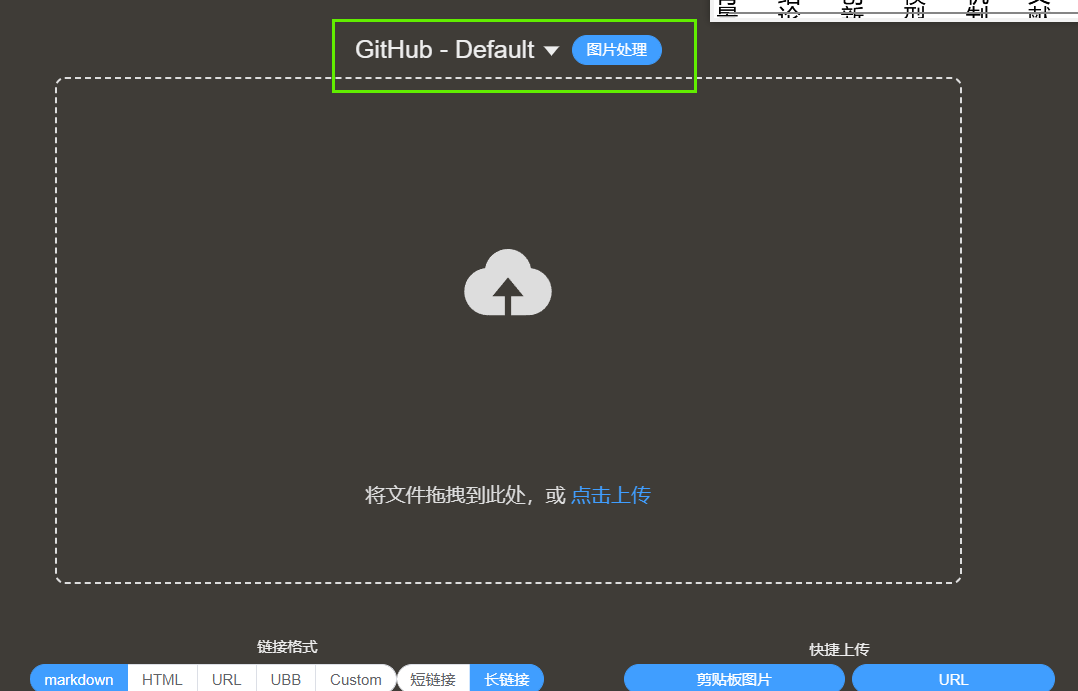 GitHub - Default 图片处理
将文件拖拽到此处，或 点击上传
链接格式
快捷上传
markdown HTML URL UBB Custom 短链接 长链接
剪贴板图片 URL